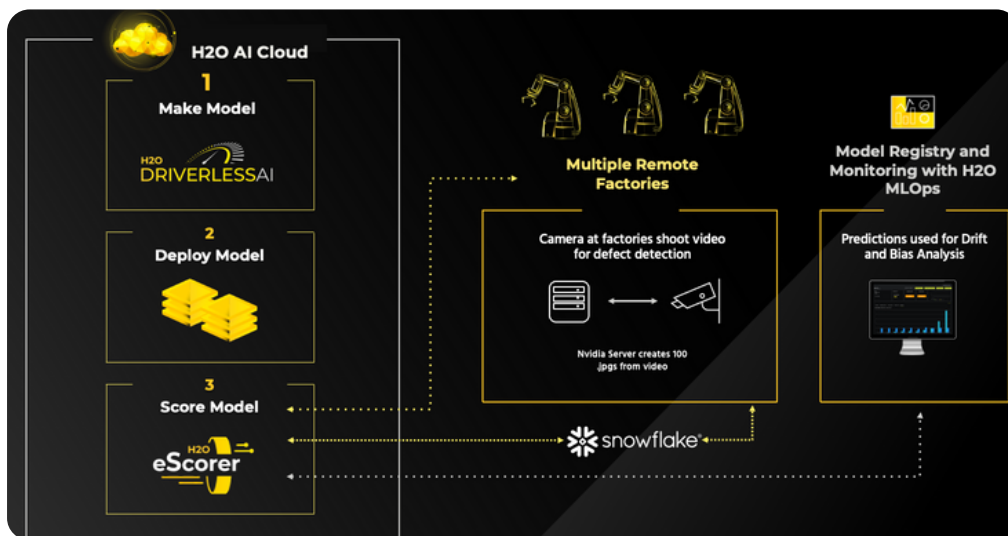 H2O AI Cloud
1
Make Model
H2O
DRIVERLESSAI
2
Deploy Model
3
Score Model
H2O
eScorer
Multiple Remote
Factories
Camera at factories shoot video
for defect detection
Nvidia Server creates 100
.jpgs from video
snowflake®
Model Registry and
Monitoring with H2O
MLOps
Predictions used for Drift
and Bias Analysis